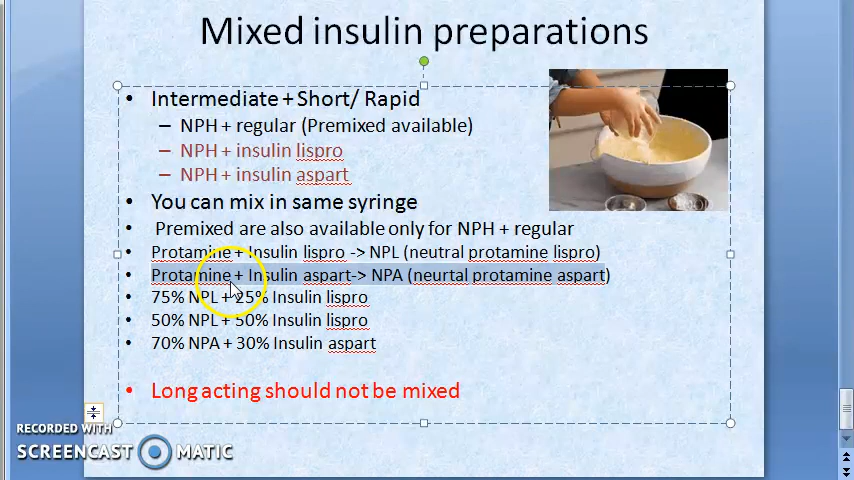 Mixed insulin preparations
• Intermediate + Short/ Rapid
– NPH + regular (Premixed available)
– NPH + insulin lispro
– NPH + insulin aspart
• You can mix in same syringe
• Premixed are also available only for NPH + regular
• Protamine + Insulin lispro -> NPL (neutral protamine lispro)
• Protamine + Insulin aspart-> NPA (neurtal protamine aspart)
• 75% NPL + 25% Insulin lispro
• 50% NPL + 50% Insulin lispro
• 70% NPA + 30% Insulin aspart
• Long acting should not be mixed
RECORDED WITH
SCREENCAST MATIC